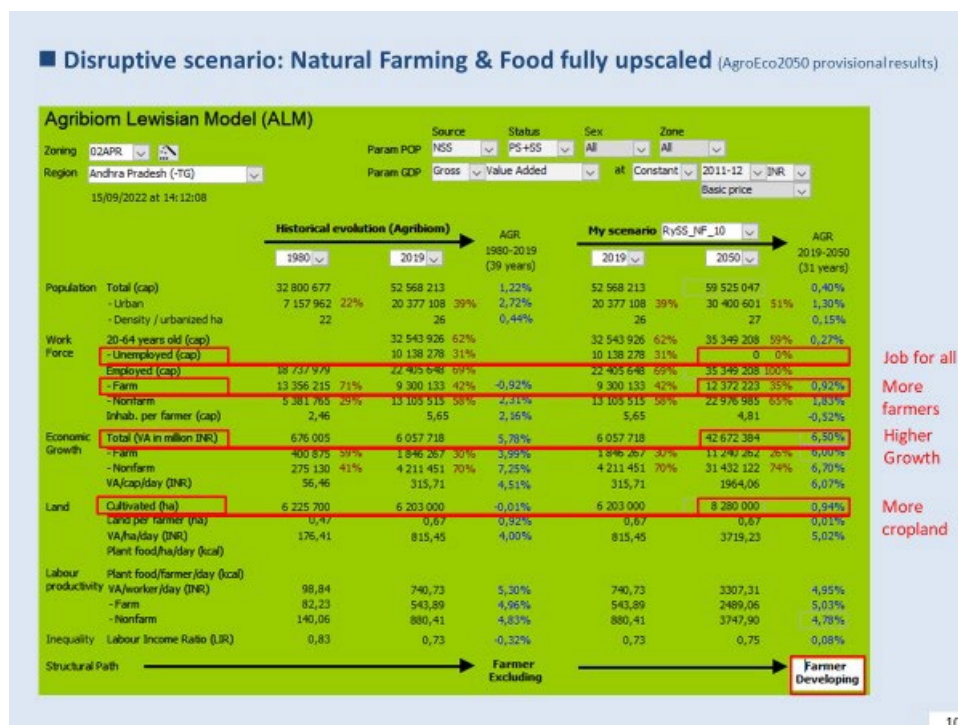 ■ Disruptive scenario: Natural Farming & Food fully upscaled (AgroEco2050 provisional results)
Agribiom Lewisian Model (ALM)
Source Status Sex Zone
Zoning 02APR Param POP NSS PS+SS All All
Region Andhra Pradesh (-TG) Param GDP Gross Value Added at Constant 2011-12 INR
Basic price
15/09/2022 at 14:12:08
Historical evolution (Agribiom) AGR My scenario RySS_NF_10 AGR
1980 2019 1980-2019 2019 2050 2019-2050
(39 years) (31 years)
Population Total (cap) 32 800 677 52 568 213 1,22% 52 568 213 59 525 047 0,40%
- Urban 7 157 962 22% 20 377 108 39% 2,72% 20 377 108 39% 30 400 601 51% 1,30%
- Density / urbanized ha 22 26 0,44% 26 27 0,15%
Work Force 20-64 years old (cap) 32 543 926 62% 32 543 926 62% 35 349 208 59% 0,27%
- Unemployed (cap) 10 138 278 31% 10 138 278 31% 0 0% Job for all
Employed (cap) 18 737 979 22 405 648 69% 22 405 648 69% 35 349 208 100%
- Farm 13 356 215 71% 9 300 133 42% -0,92% 9 300 133 42% 12 372 223 35% 0,92% More farmers
- Nonfarm 5 381 765 29% 13 105 515 58% 2,31% 13 105 515 58% 22 976 985 65% 1,83%
Inhab. per farmer (cap) 2,46 5,65 2,16% 5,65 4,81 -0,52%
Economic Growth Total (VA in million INR) 676 005 6 057 718 5,78% 6 057 718 42 672 384 6,50% Higher Growth
- Farm 400 875 59% 1 846 267 30% 3,99% 1 846 267 30% 11 240 262 26% 6,00%
- Nonfarm 275 130 41% 4 211 451 70% 7,25% 4 211 451 70% 31 432 122 74% 6,70%
VA/cap/day (INR) 56,46 315,71 4,51% 315,71 1964,06 6,07%
Land Cultivated (ha) 6 225 700 6 203 000 -0,01% 6 203 000 8 280 000 0,94% More cropland
Land per farmer (ha) 0,47 0,67 0,92% 0,67 0,67 0,01%
VA/ha/day (INR) 176,41 815,45 4,00% 815,45 3719,23 5,02%
Plant food/ha/day (kcal)
Labour productivity Plant food/farmer/day (kcal)
VA/worker/day (INR) 98,84 740,73 5,30% 740,73 3307,31 4,95%
- Farm 82,23 543,89 4,96% 543,89 2489,06 5,03%
- Nonfarm 140,06 880,41 4,83% 880,41 3747,90 4,78%
Inequality Labour Income Ratio (LIR) 0,83 0,73 -0,32% 0,73 0,75 0,08%
Structural Path Farmer Excluding Farmer Developing